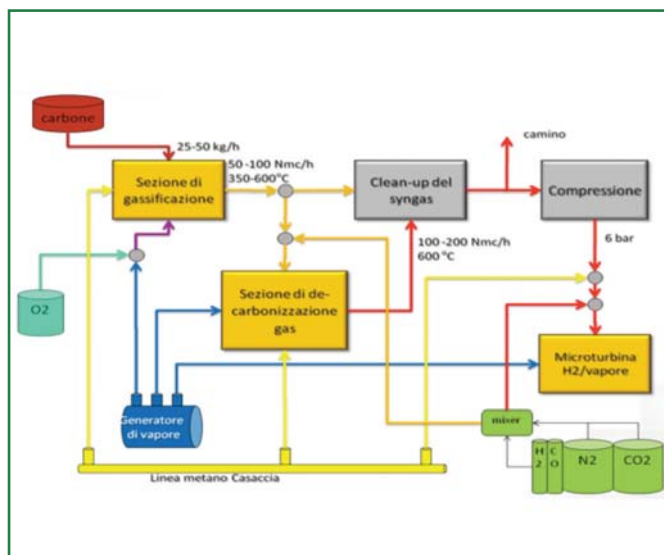 carbone
25-50 kg/h
camino
Sezione di
gassificazione
50 -100 Nmc/h
350-600°C
Clean-up del
syngas
Compressione
100 -200 Nmc/h
600 °C
6 bar
O2
Sezione di de-
carbonizzazione
gas
Microturbina
H2/vapore
Generatore
di vapore
miser
H
2
C
O
N2
CO2
Linea metano Casaccia